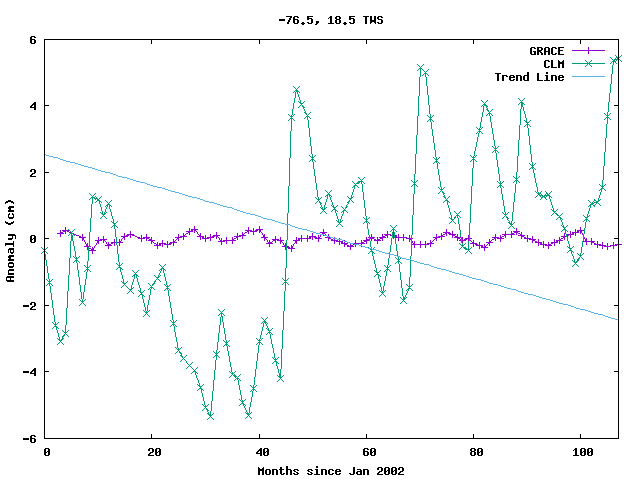 -76.5, 18.5 TWS
GRACE
CLM
Trend Line
6
4
2
0
-2
-4
-6
Anomaly (cm)
0 20 40 60 80 100
Months since Jan 2002